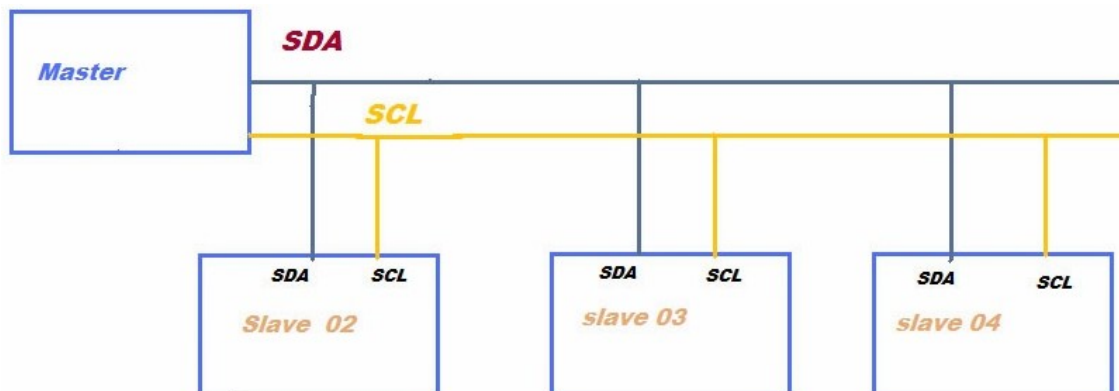 SDA
Master
SCL
SDA SCL
Slave 02
SDA SCL
slave 03
SDA SCL
slave 04